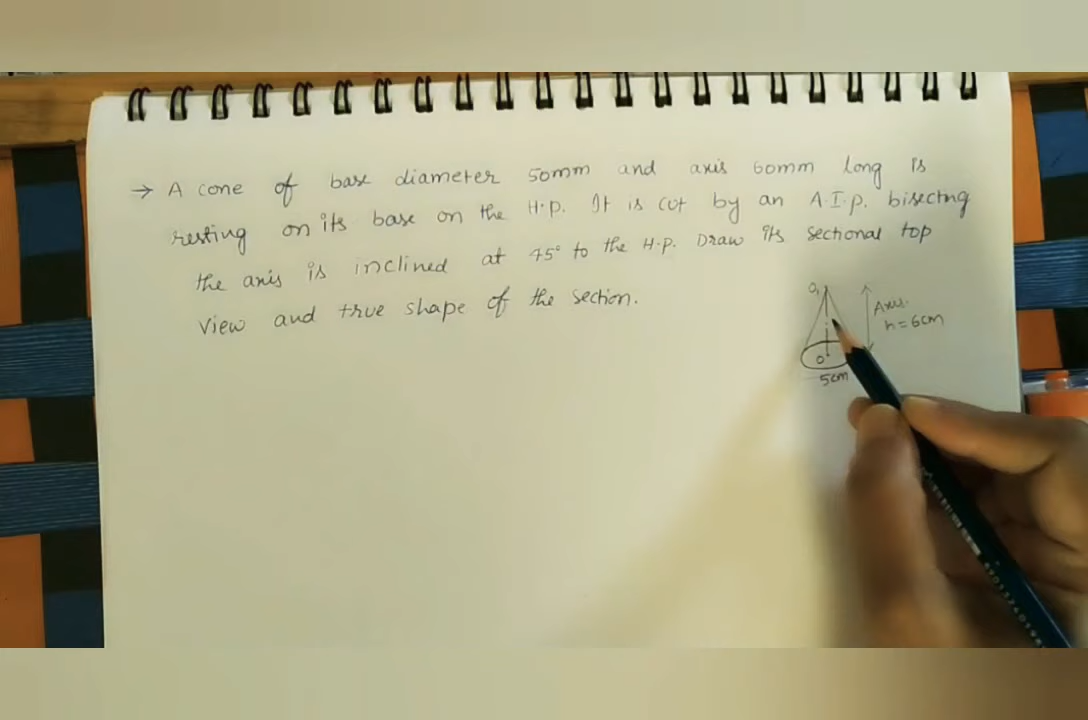 → A cone of base diameter 50mm and axis 60mm long is
resting on its base on the H.P. It is cut by an A.I.P. bisecting
the axis is inclined at 45° to the H.P. Draw its sectional top
view and true shape of the section.
O₁
Axis.
h=6cm
O
5cm